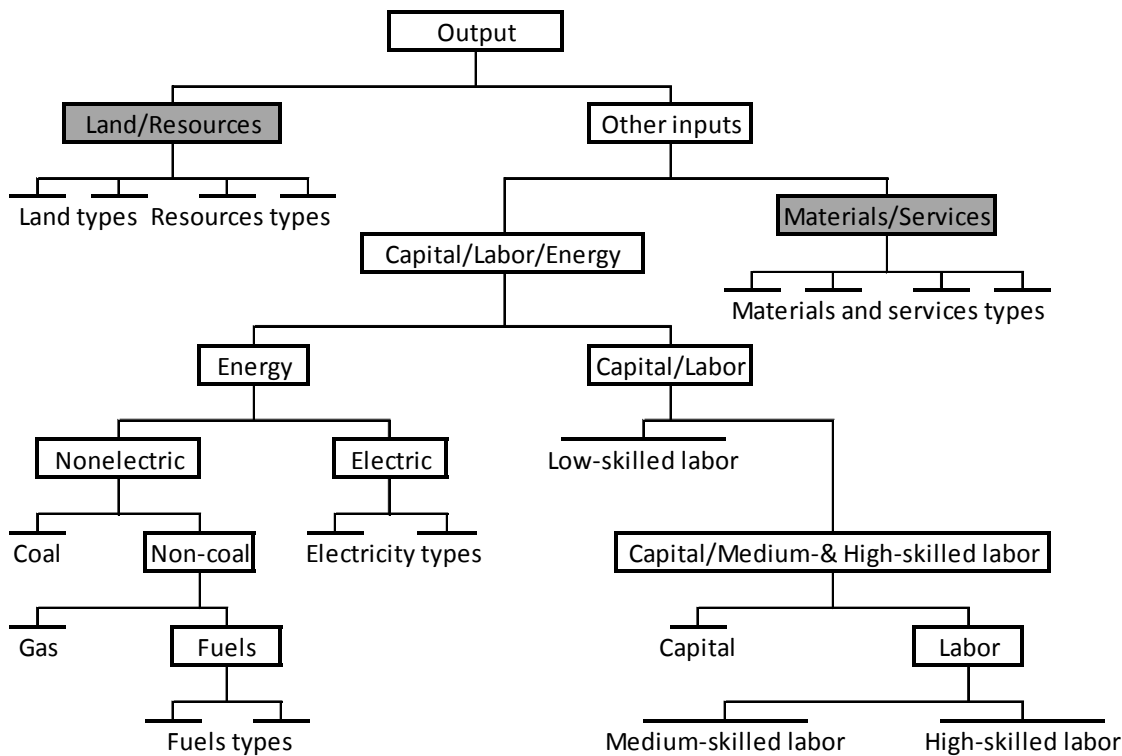 Output
Land/Resources
Other inputs
Land types
Resources types
Materials/Services
Capital/Labor/Energy
Materials and services types
Energy
Capital/Labor
Nonelectric
Electric
Low-skilled labor
Coal
Non-coal
Electricity types
Capital/Medium-& High-skilled labor
Gas
Fuels
Capital
Labor
Fuels types
Medium-skilled labor
High-skilled labor